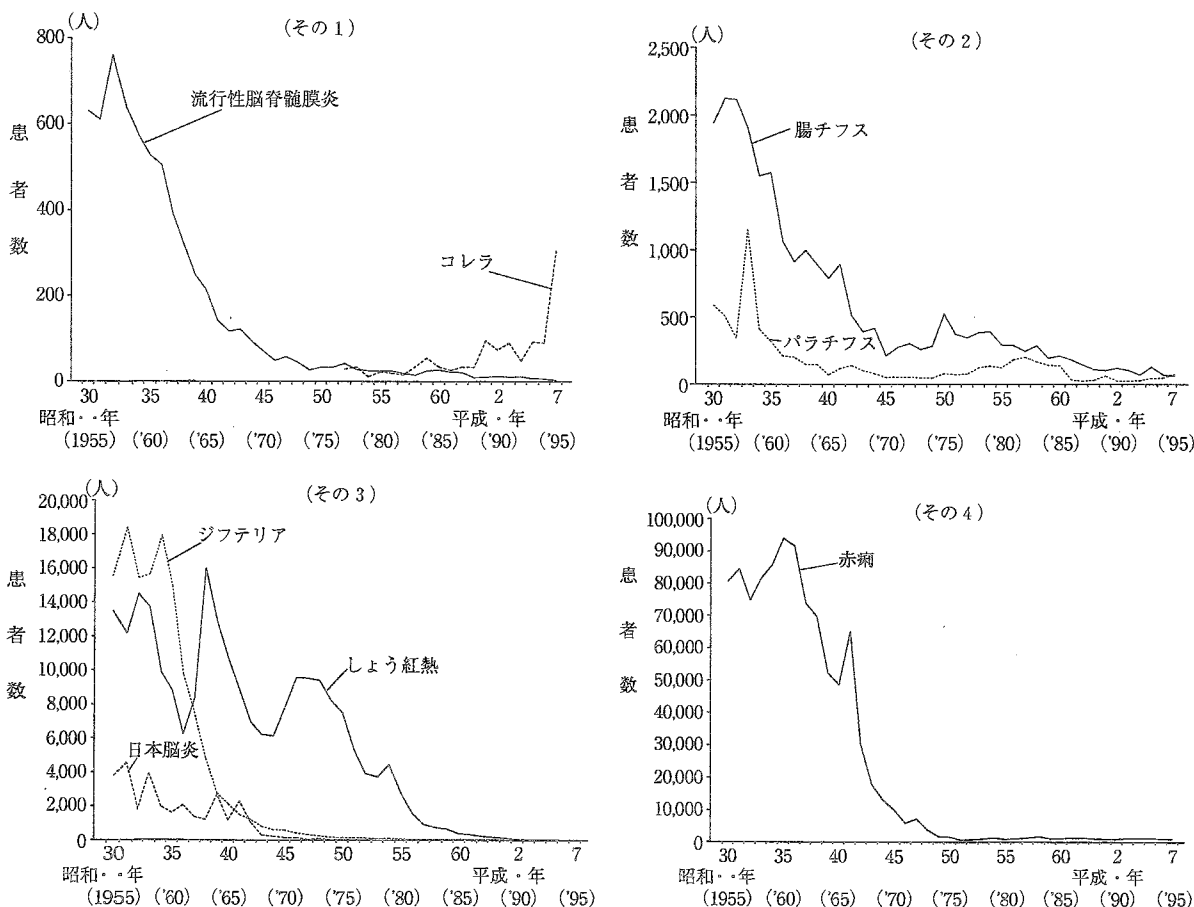 (その1)
(人)
800
600
400
200
0
患者数
流行性脳脊髄膜炎
コレラ
30 35 40 45 50 55 60 2 7
昭和・・年 平成・年
(1955) ('60) ('65) ('70) ('75) ('80) ('85) ('90) ('95)
(その2)
(人)
2,500
2,000
1,500
1,000
500
0
患者数
腸チフス
パラチフス
30 35 40 45 50 55 60 2 7
昭和・・年 平成・年
(1955) ('60) ('65) ('70) ('75) ('80) ('85) ('90) ('95)
(その3)
(人)
20,000
18,000
16,000
14,000
12,000
10,000
8,000
6,000
4,000
2,000
0
患者数
ジフテリア
しょう紅熱
日本脳炎
30 35 40 45 50 55 60 2 7
昭和・・年 平成・年
(1955) ('60) ('65) ('70) ('75) ('80) ('85) ('90) ('95)
(その4)
(人)
100,000
90,000
80,000
70,000
60,000
50,000
40,000
30,000
20,000
10,000
0
患者数
赤痢
30 35 40 45 50 55 60 2 7
昭和・・年 平成・年
(1955) ('60) ('65) ('70) ('75) ('80) ('85) ('90) ('95)